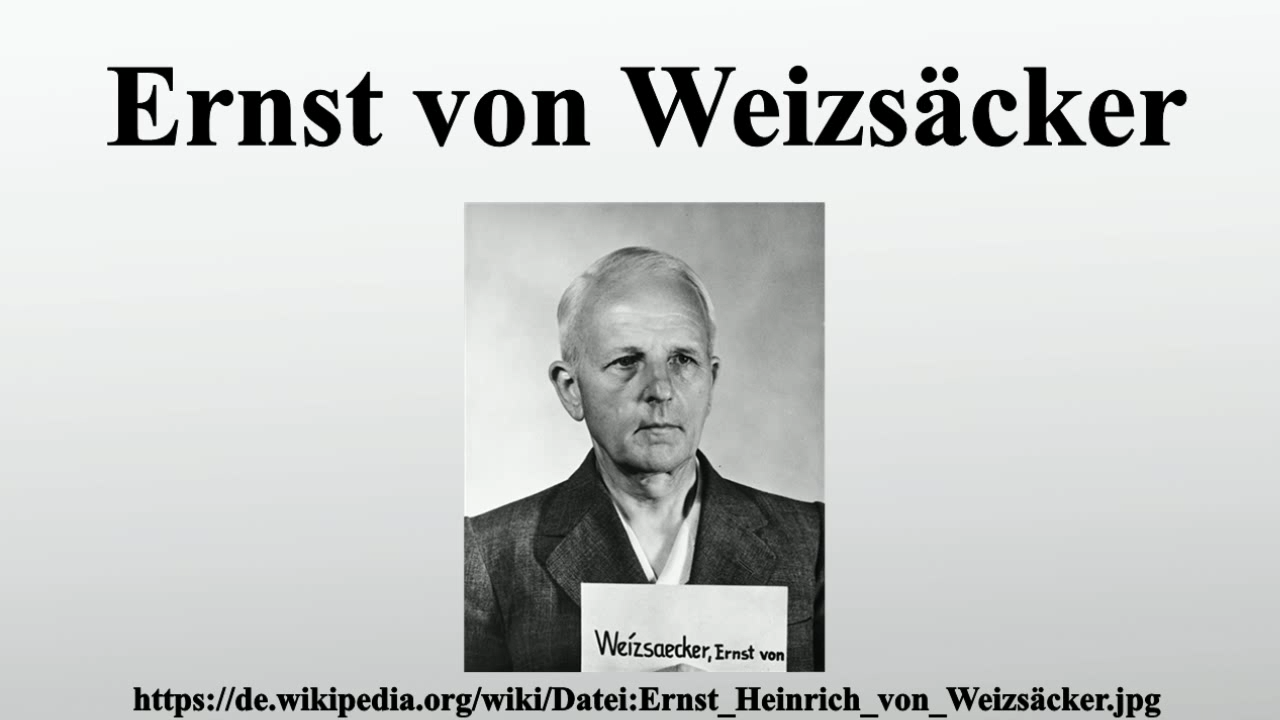 Ernst von Weizsäcker
Weizsaecker, Ernst von
https://de.wikipedia.org/wiki/Datei:Ernst_Heinrich_von_Weizsäcker.jpg